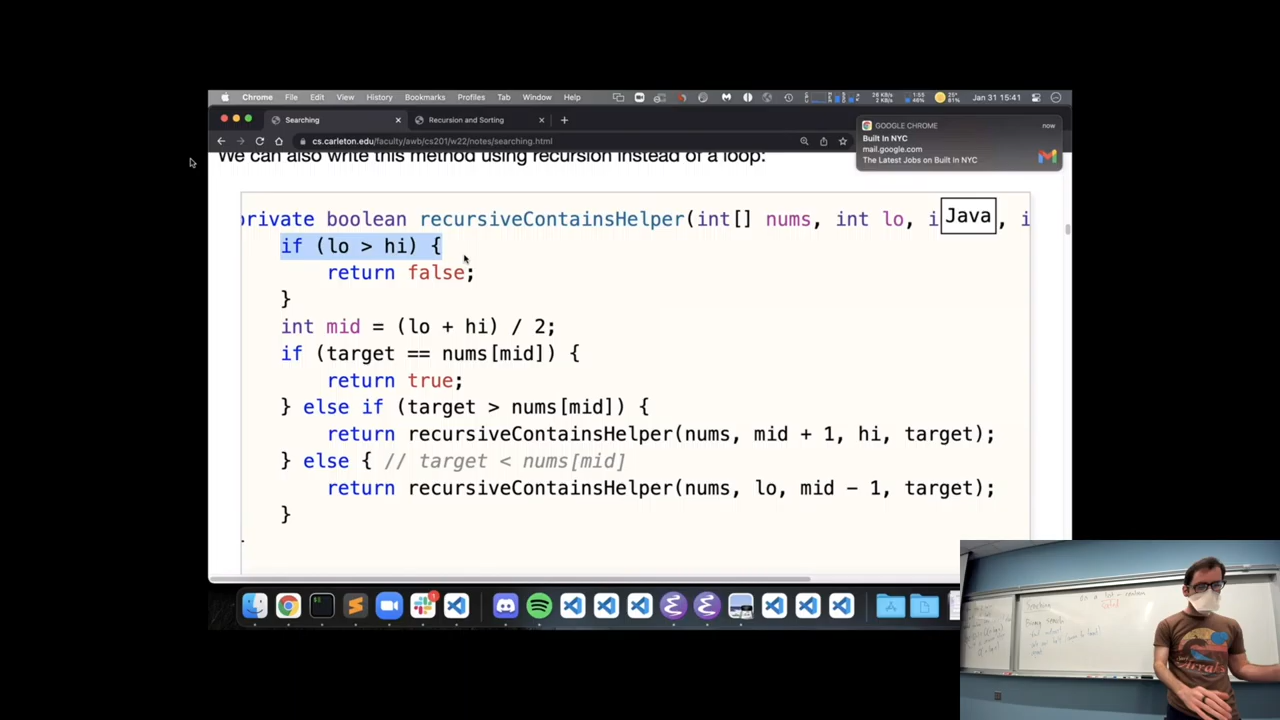 Chrome File Edit View History Bookmarks Profiles Tab Window Help Jan 31 15:41
Searching Recursion and Sorting
cs.carleton.edu/faculty/awb/cs201/w22/notes/searching.html
GOOGLE CHROME now
Built In NYC
mail.google.com
The Latest Jobs on Built In NYC
We can also write this method using recursion instead of a loop:
Java
private boolean recursiveContainsHelper(int[] nums, int lo, i , i
if (lo > hi) {
return false;
}
int mid = (lo + hi) / 2;
if (target == nums[mid]) {
return true;
} else if (target > nums[mid]) {
return recursiveContainsHelper(nums, mid + 1, hi, target);
} else { // target < nums[mid]
return recursiveContainsHelper(nums, lo, mid - 1, target);
}